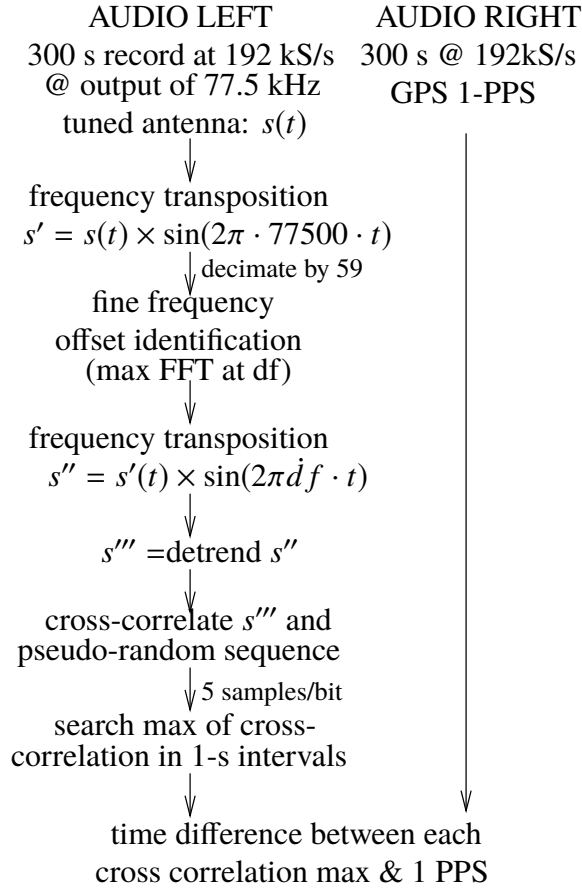 AUDIO LEFT
300 s record at 192 kS/s
@ output of 77.5 kHz
tuned antenna: s(t)
AUDIO RIGHT
300 s @ 192kS/s
GPS 1-PPS
frequency transposition
s′ = s(t) × sin(2π · 77500 · t)
decimate by 59
fine frequency
offset identification
(max FFT at df)
frequency transposition
s′′ = s′(t) × sin(2πḋf · t)
s′′′ =detrend s′′
cross-correlate s′′′ and
pseudo-random sequence
5 samples/bit
search max of cross-
correlation in 1-s intervals
time difference between each
cross correlation max & 1 PPS